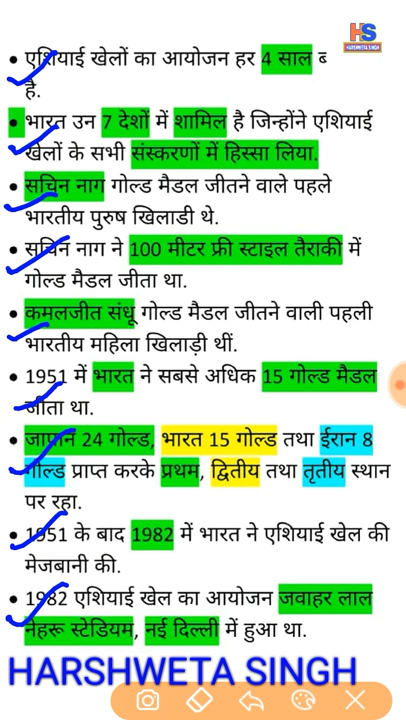 HS
HARSHWETA SINGH
• एशियाई खेलों का आयोजन हर 4 साल
है.
• भारत उन 7 देशों में शामिल है जिन्होंने एशियाई
खेलों के सभी संस्करणों में हिस्सा लिया.
• सचिन नाग गोल्ड मैडल जीतने वाले पहले
भारतीय पुरुष खिलाडी थे.
• सचिन नाग ने 100 मीटर फ्री स्टाइल तैराकी में
गोल्ड मैडल जीता था.
• कमलजीत संधू गोल्ड मैडल जीतने वाली पहली
भारतीय महिला खिलाड़ी थीं.
• 1951 में भारत ने सबसे अधिक 15 गोल्ड मैडल
जीता था.
• जापान 24 गोल्ड, भारत 15 गोल्ड तथा ईरान 8
गोल्ड प्राप्त करके प्रथम, द्वितीय तथा तृतीय स्थान
पर रहा.
• 1951 के बाद 1982 में भारत ने एशियाई खेल की
मेजबानी की.
• 1982 एशियाई खेल का आयोजन जवाहर लाल
नेहरू स्टेडियम, नई दिल्ली में हुआ था.
HARSHWETA SINGH